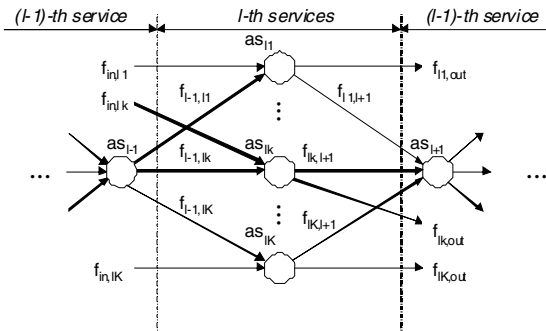 (l-1)-th service l-th services (l-1)-th service
as_l1
f_in,l1 f_l1,out
f_l-1,l1 f_l1,l+1
f_in,lk
...
as_l-1 f_l-1,lk as_lk f_lk,l+1 as_l+1
... ...
f_l-1,lK ... f_lK,l+1 f_lk,out
as_lK
f_in,lK f_lK,out